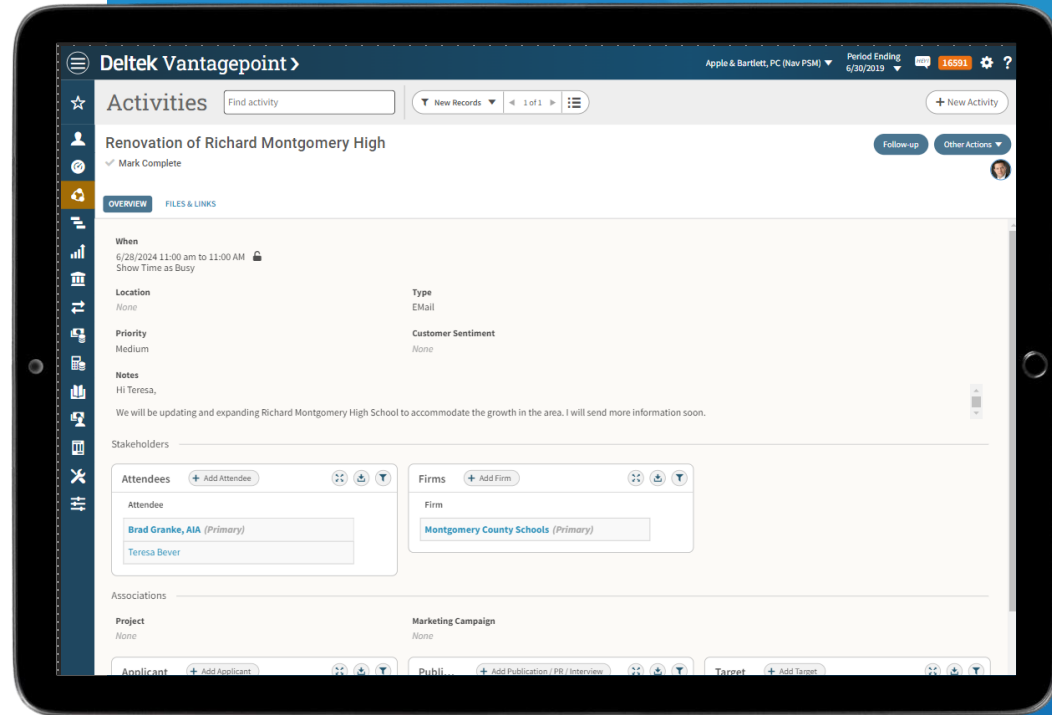 Deltek Vantagepoint
Apple & Bartlett, PC (Nav PSM)
Period Ending
6/30/2019
16591
?
Activities
Find activity
New Records
1 of 1
+ New Activity
Renovation of Richard Montgomery High
Mark Complete
Follow-up
Other Actions
OVERVIEW
FILES & LINKS
When
6/28/2024 11:00 am to 11:00 AM
Show Time as Busy
Location
None
Type
EMail
Priority
Medium
Customer Sentiment
None
Notes
Hi Teresa,
We will be updating and expanding Richard Montgomery High School to accommodate the growth in the area. I will send more information soon.
Stakeholders
Attendees
+ Add Attendee
Attendee
Brad Granke, AIA (Primary)
Teresa Bever
Firms
+ Add Firm
Firm
Montgomery County Schools (Primary)
Associations
Project
None
Marketing Campaign
None
Applicant
+ Add Applicant
Publi...
+ Add Publication / PR / Interview
Target
+ Add Target